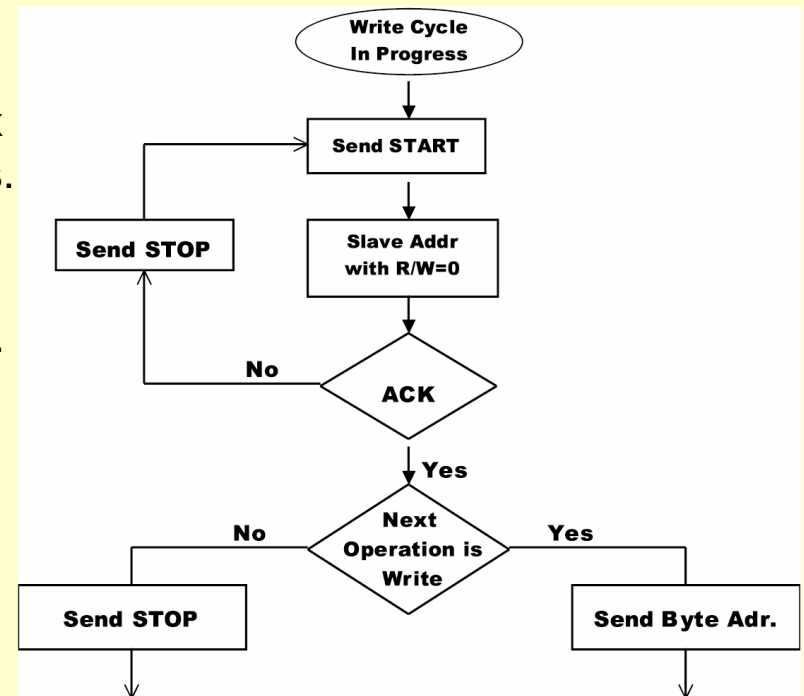 Write Cycle
In Progress
Send START
Send STOP
Slave Addr
with R/W=0
No
ACK
Yes
No
Next
Operation is
Write
Yes
Send STOP
Send Byte Adr.